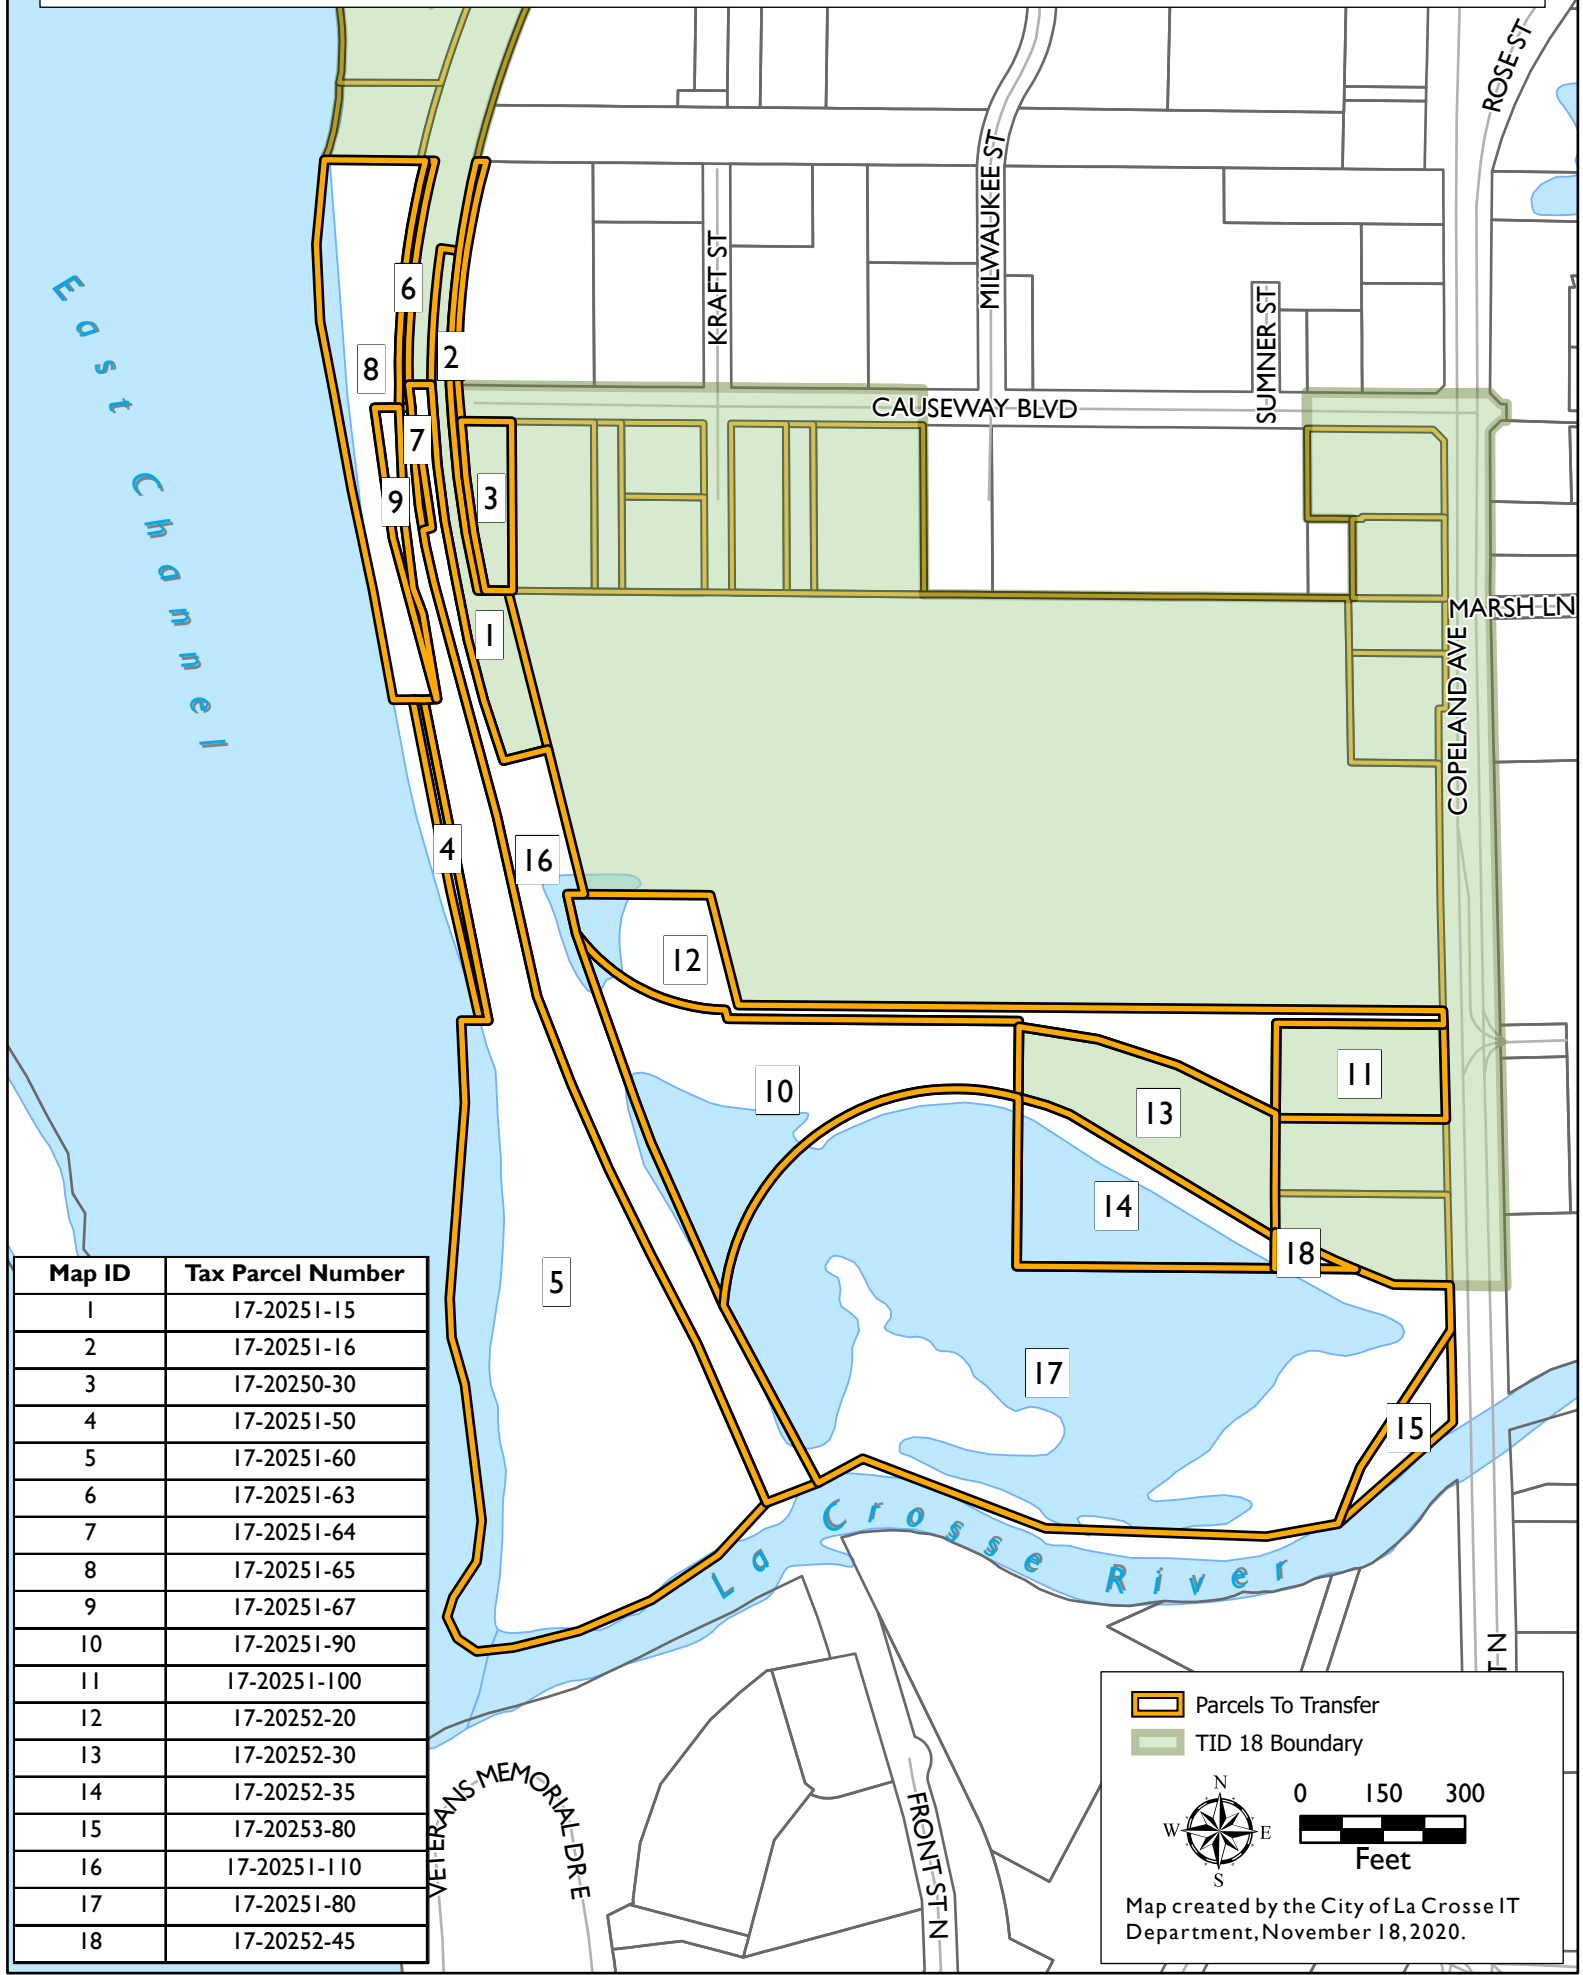 ROSE ST
MILWAUKEE ST
KRAFT ST
SUMNER ST
East Channel
6
2
8
CAUSEWAY BLVD
7
9
3
MARSH LN
1
COPELAND AVE
4
16
12
11
10
13
14
18
5
17
15
La Crosse River
Map ID Tax Parcel Number
1 17-20251-15
2 17-20251-16
3 17-20250-30
4 17-20251-50
5 17-20251-60
6 17-20251-63
7 17-20251-64
8 17-20251-65
9 17-20251-67
10 17-20251-90
11 17-20251-100
12 17-20252-20
13 17-20252-30
14 17-20252-35
15 17-20253-80
16 17-20251-110
17 17-20251-80
18 17-20252-45
VETERANS MEMORIAL DR E
FRONT ST N
T N
Parcels To Transfer
TID 18 Boundary
N
W E
S
0 150 300
Feet
Map created by the City of La Crosse IT
Department, November 18, 2020.